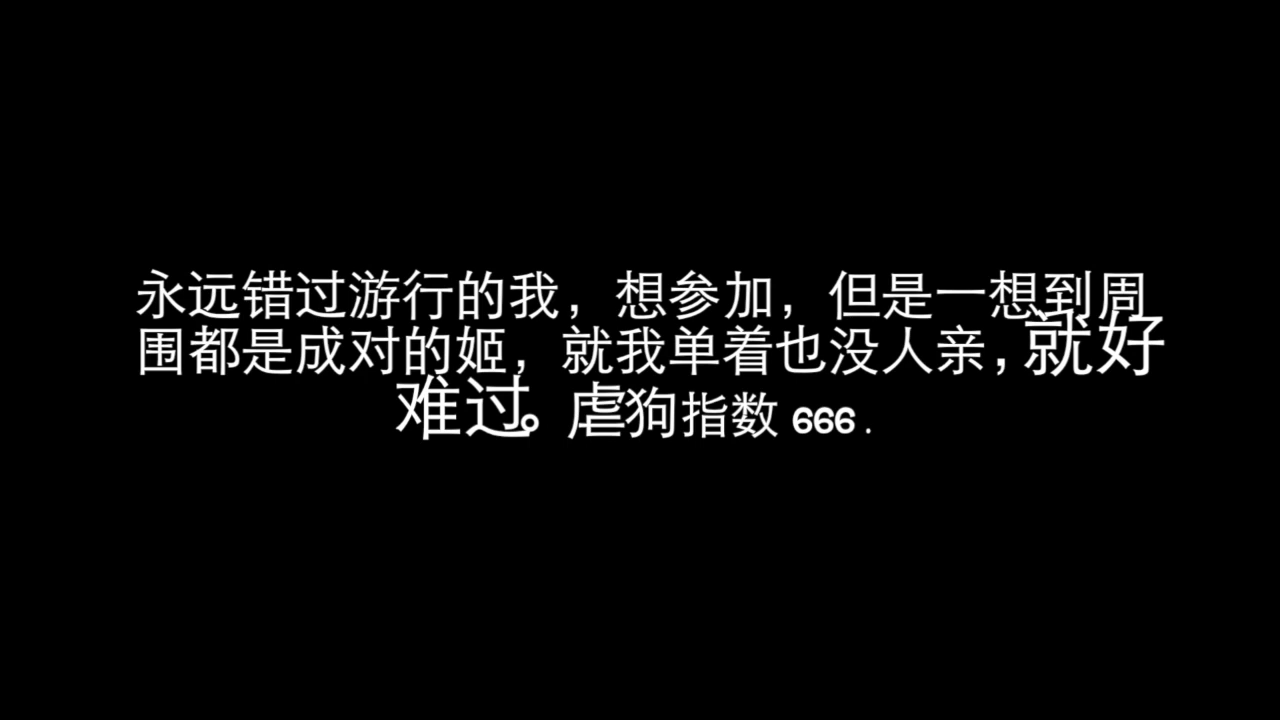 永远错过游行的我，想参加，但是一想到周
围都是成对的姬，就我单着也没人亲，就好
难过。虐狗指数 666 .